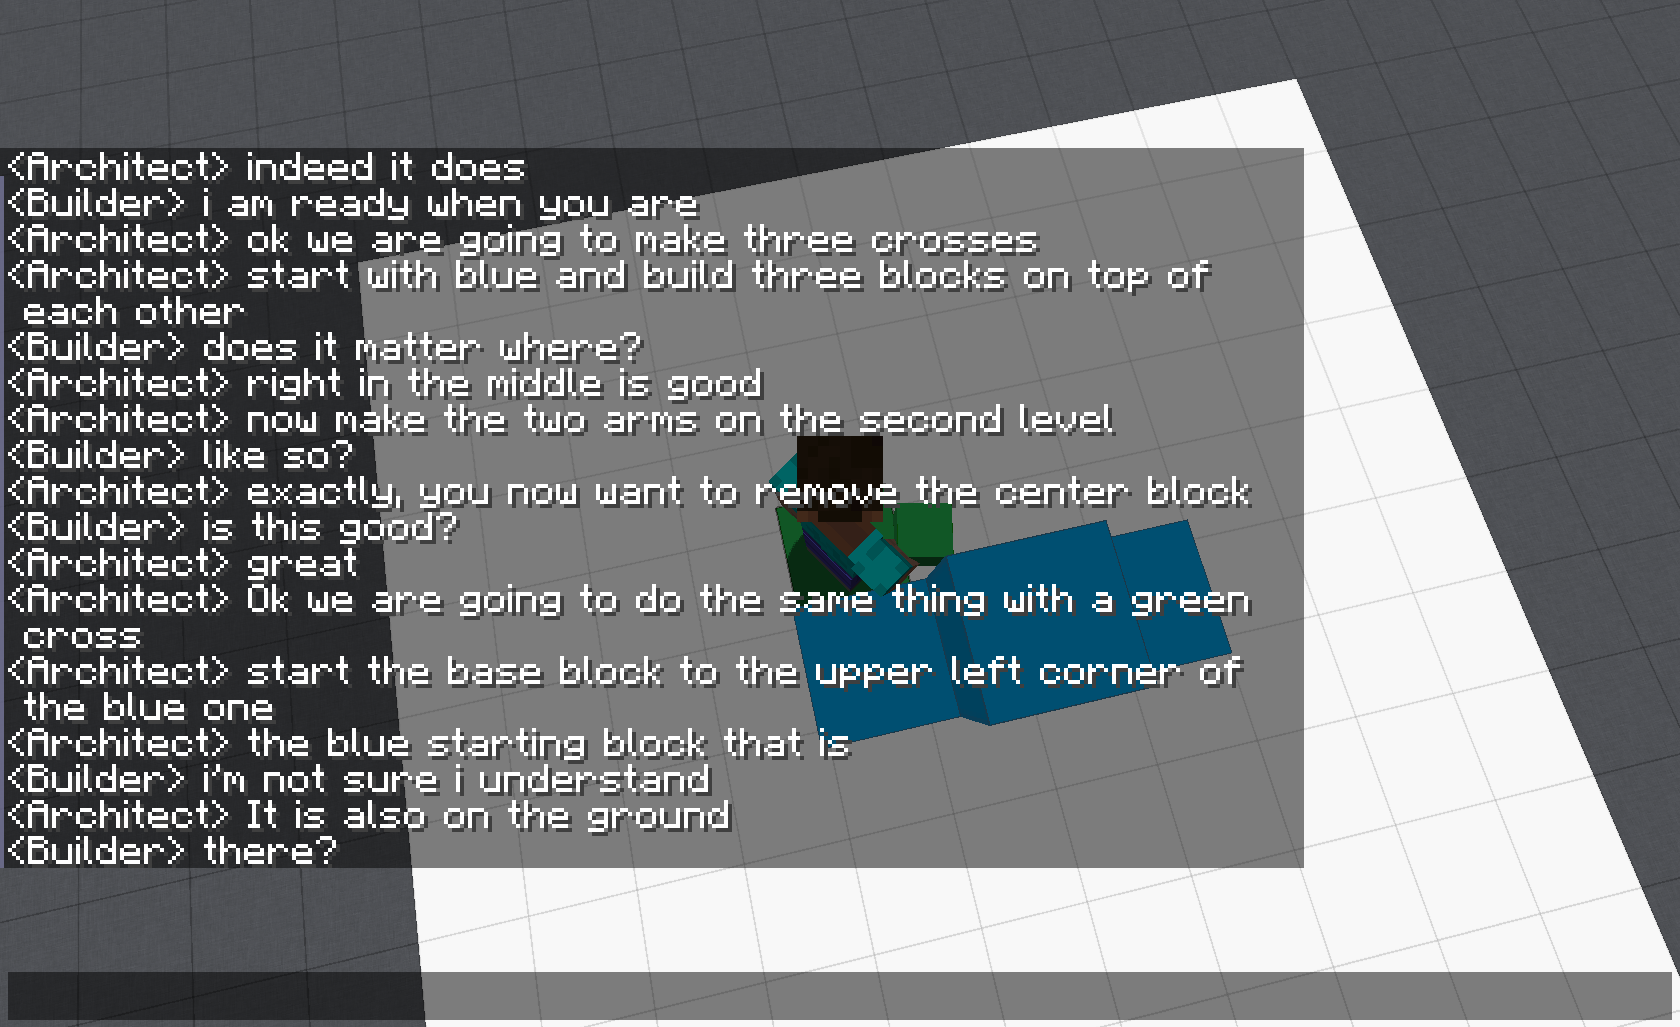 <Architect> indeed it does
<Builder> i am ready when you are
<Architect> ok we are going to make three crosses
<Architect> start with blue and build three blocks on top of
each other
<Builder> does it matter where?
<Architect> right in the middle is good
<Architect> now make the two arms on the second level
<Builder> like so?
<Architect> exactly, you now want to remove the center block
<Builder> is this good?
<Architect> great
<Architect> Ok we are going to do the same thing with a green
cross
<Architect> start the base block to the upper left corner of
the blue one
<Architect> the blue starting block that is
<Builder> i'm not sure i understand
<Architect> It is also on the ground
<Builder> there?